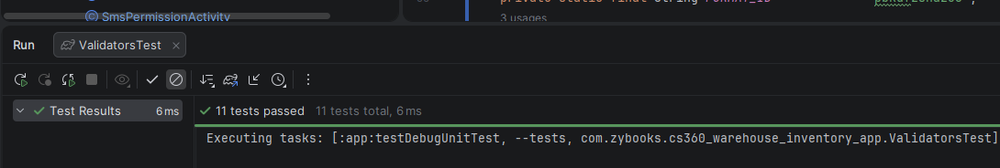 SmsPermissionActivity
3 usages
Run
ValidatorsTest
Test Results 6 ms
11 tests passed 11 tests total, 6 ms
Executing tasks: [:app:testDebugUnitTest, --tests, com.zybooks.cs360_warehouse_inventory_app.ValidatorsTest]